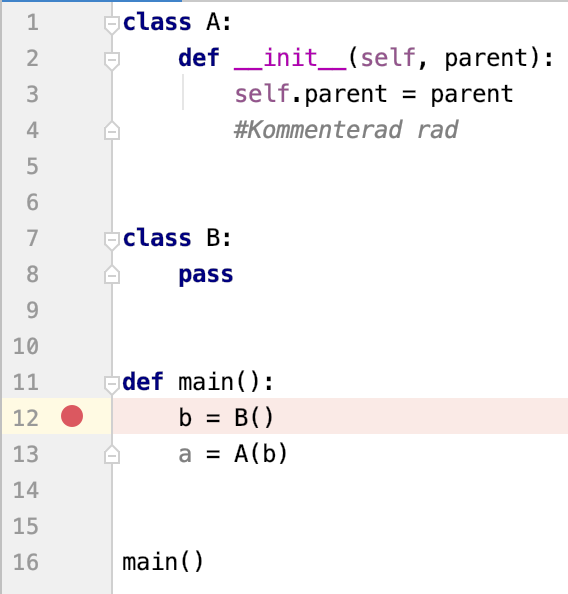 1 class A:
2     def __init__(self, parent):
3         self.parent = parent
4         #Kommenterad rad
5
6
7 class B:
8     pass
9
10
11 def main():
12     b = B()
13     a = A(b)
14
15
16 main()